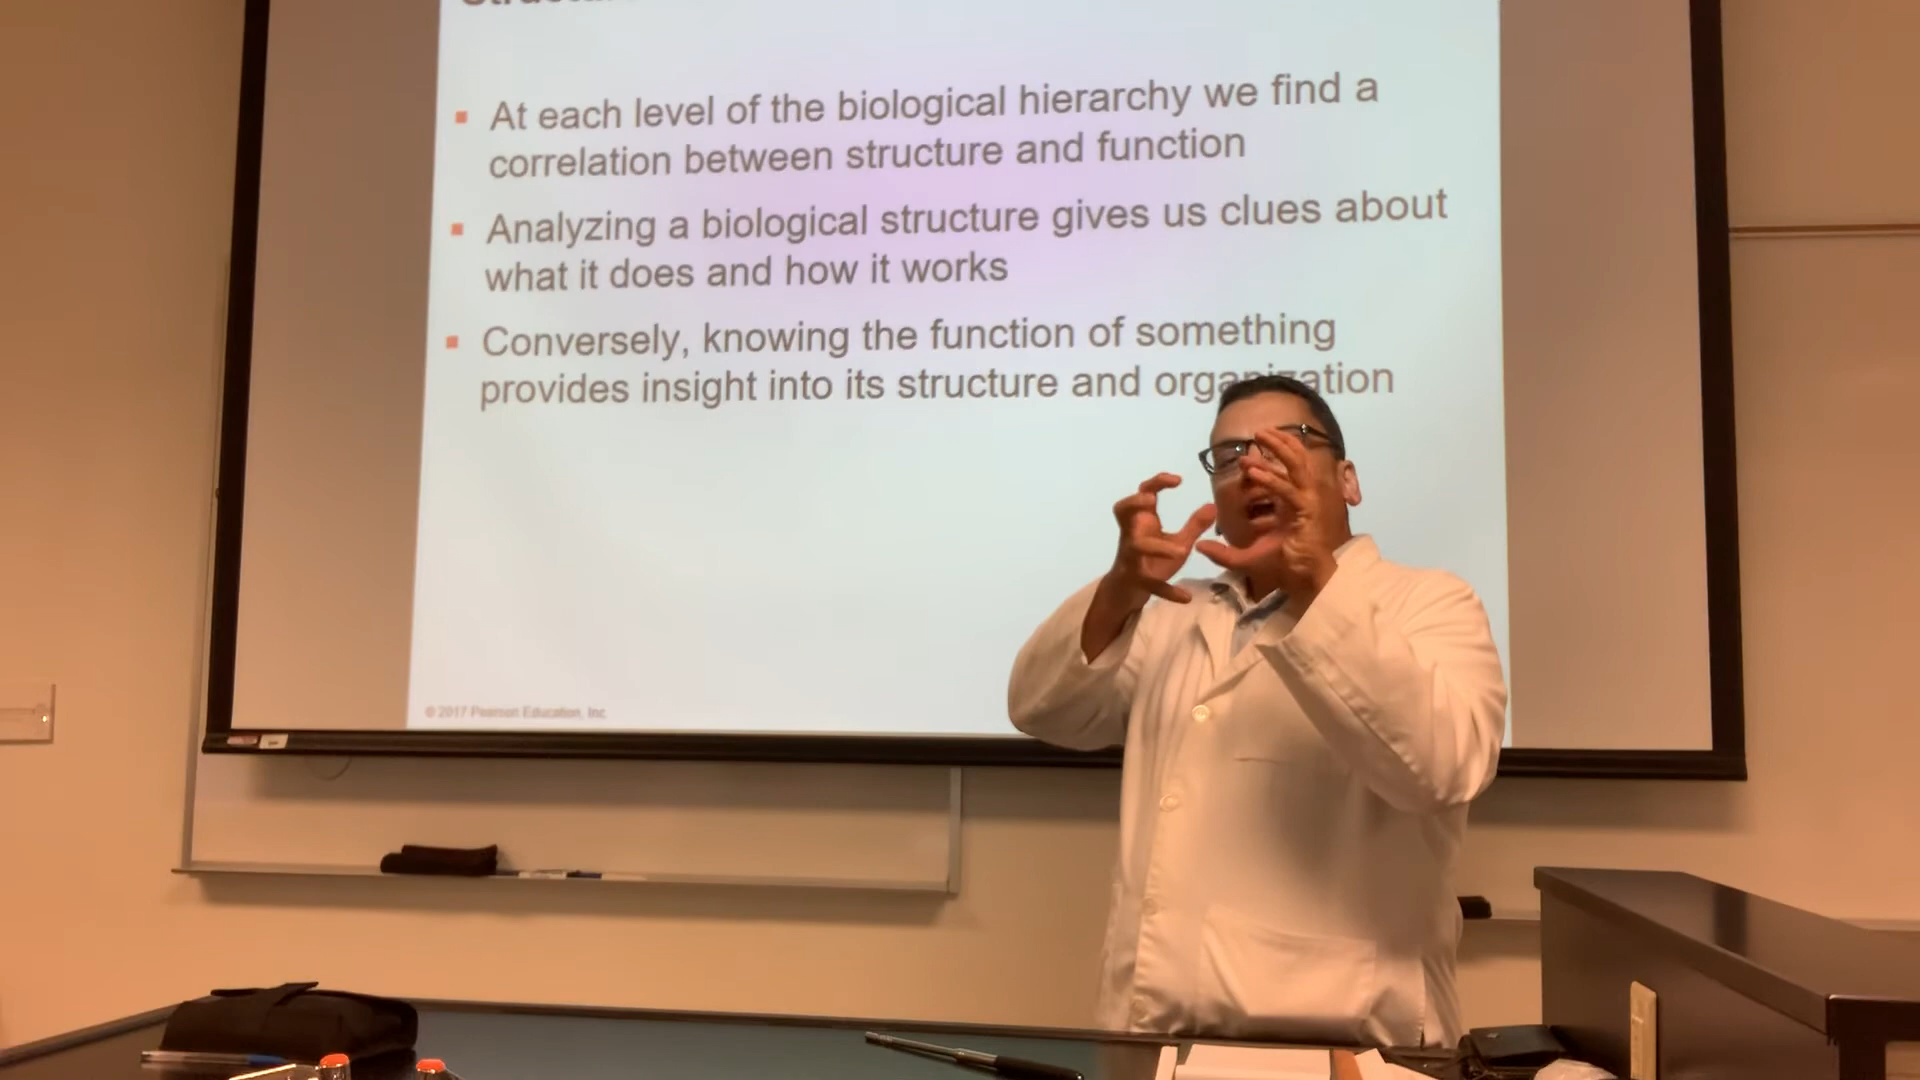 At each level of the biological hierarchy we find a
correlation between structure and function
Analyzing a biological structure gives us clues about
what it does and how it works
Conversely, knowing the function of something
provides insight into its structure and organization
© 2017 Pearson Education, Inc.